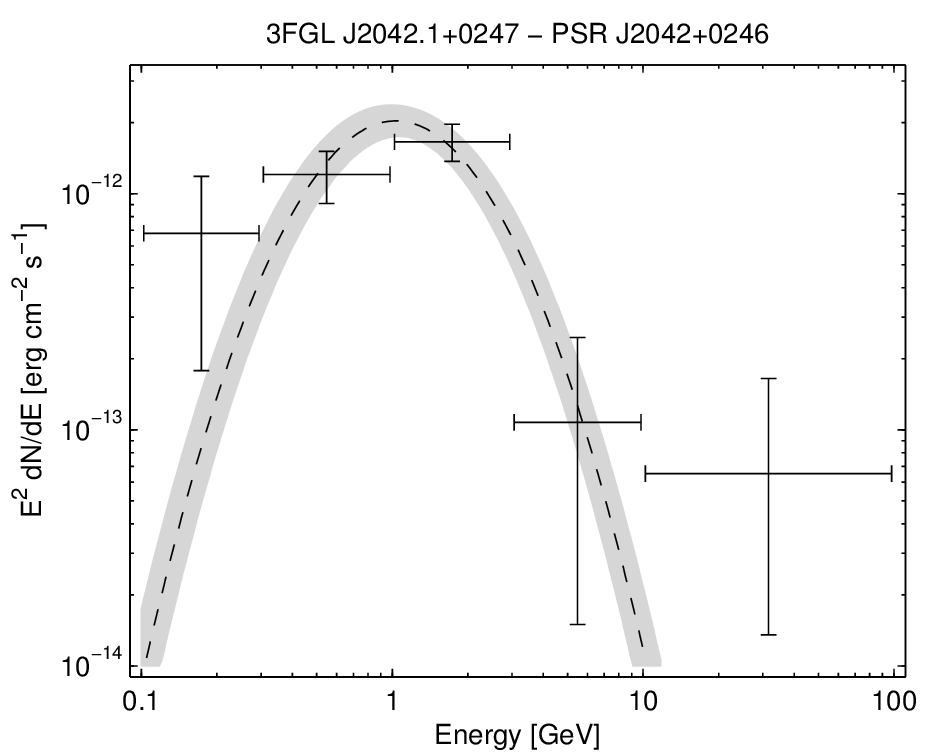 3FGL J2042.1+0247 − PSR J2042+0246
E² dN/dE [erg cm⁻² s⁻¹]
10⁻¹²
10⁻¹³
10⁻¹⁴
0.1 1 10 100
Energy [GeV]